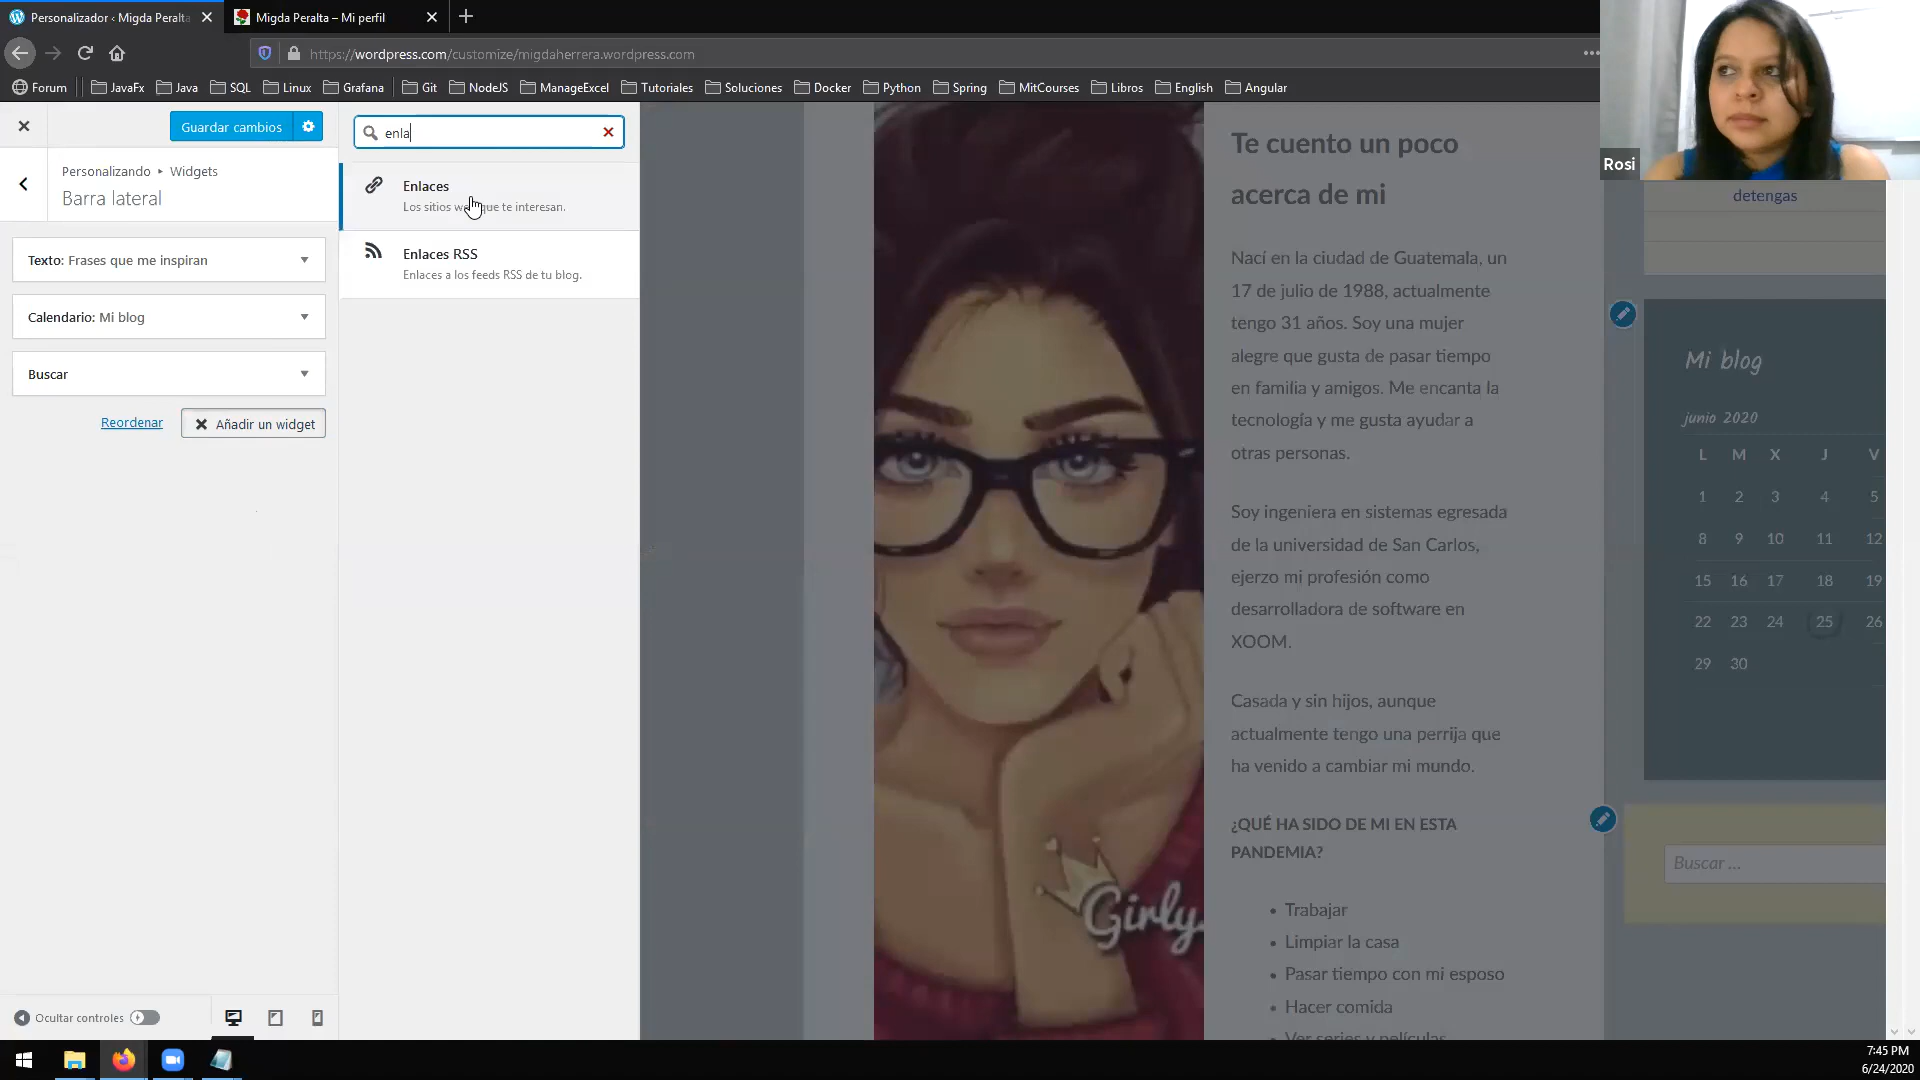 Personalizador ‹ Migda Peralta
Migda Peralta – Mi perfil
https://wordpress.com/customize/migdaherrera.wordpress.com
Forum
JavaFx
Java
SQL
Linux
Grafana
Git
NodeJS
ManageExcel
Tutoriales
Soluciones
Docker
Python
Spring
MitCourses
Libros
English
Angular
Rosi
Guardar cambios
Personalizando ▸ Widgets
Barra lateral
Texto: Frases que me inspiran
Calendario: Mi blog
Buscar
Reordenar
Añadir un widget
Ocultar controles
enla
Enlaces
Los sitios que te interesan.
Enlaces RSS
Enlaces a los feeds RSS de tu blog.
Girly
Te cuento un poco
acerca de mi
Nací en la ciudad de Guatemala, un
17 de julio de 1988, actualmente
tengo 31 años. Soy una mujer
alegre que gusta de pasar tiempo
en familia y amigos. Me encanta la
tecnología y me gusta ayudar a
otras personas.
Soy ingeniera en sistemas egresada
de la universidad de San Carlos,
ejerzo mi profesión como
desarrolladora de software en
XOOM.
Casada y sin hijos, aunque
actualmente tengo una perrija que
ha venido a cambiar mi mundo.
¿QUÉ HA SIDO DE MI EN ESTA
PANDEMIA?
• Trabajar
• Limpiar la casa
• Pasar tiempo con mi esposo
• Hacer comida
• Ver series y películas
detengas
Mi blog
junio 2020
L M X J V
1 2 3 4 5
8 9 10 11 12
15 16 17 18 19
22 23 24 25 26
29 30
Buscar ...
7:45 PM
6/24/2020